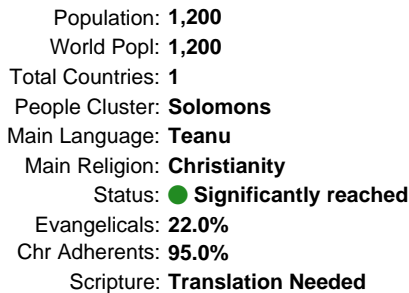 Population: 1,200
World Popl: 1,200
Total Countries: 1
People Cluster: Solomons
Main Language: Teanu
Main Religion: Christianity
Status: Significantly reached
Evangelicals: 22.0%
Chr Adherents: 95.0%
Scripture: Translation Needed